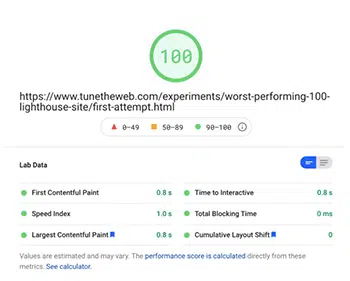 100
https://www.tunetheweb.com/experiments/worst-performing-100-
lighthouse-site/first-attempt.html
0–49 50–89 90–100
Lab Data
First Contentful Paint 0.8 s Time to Interactive 0.8 s
Speed Index 1.0 s Total Blocking Time 0 ms
Largest Contentful Paint 0.8 s Cumulative Layout Shift 0
Values are estimated and may vary. The performance score is calculated directly from these
metrics. See calculator.